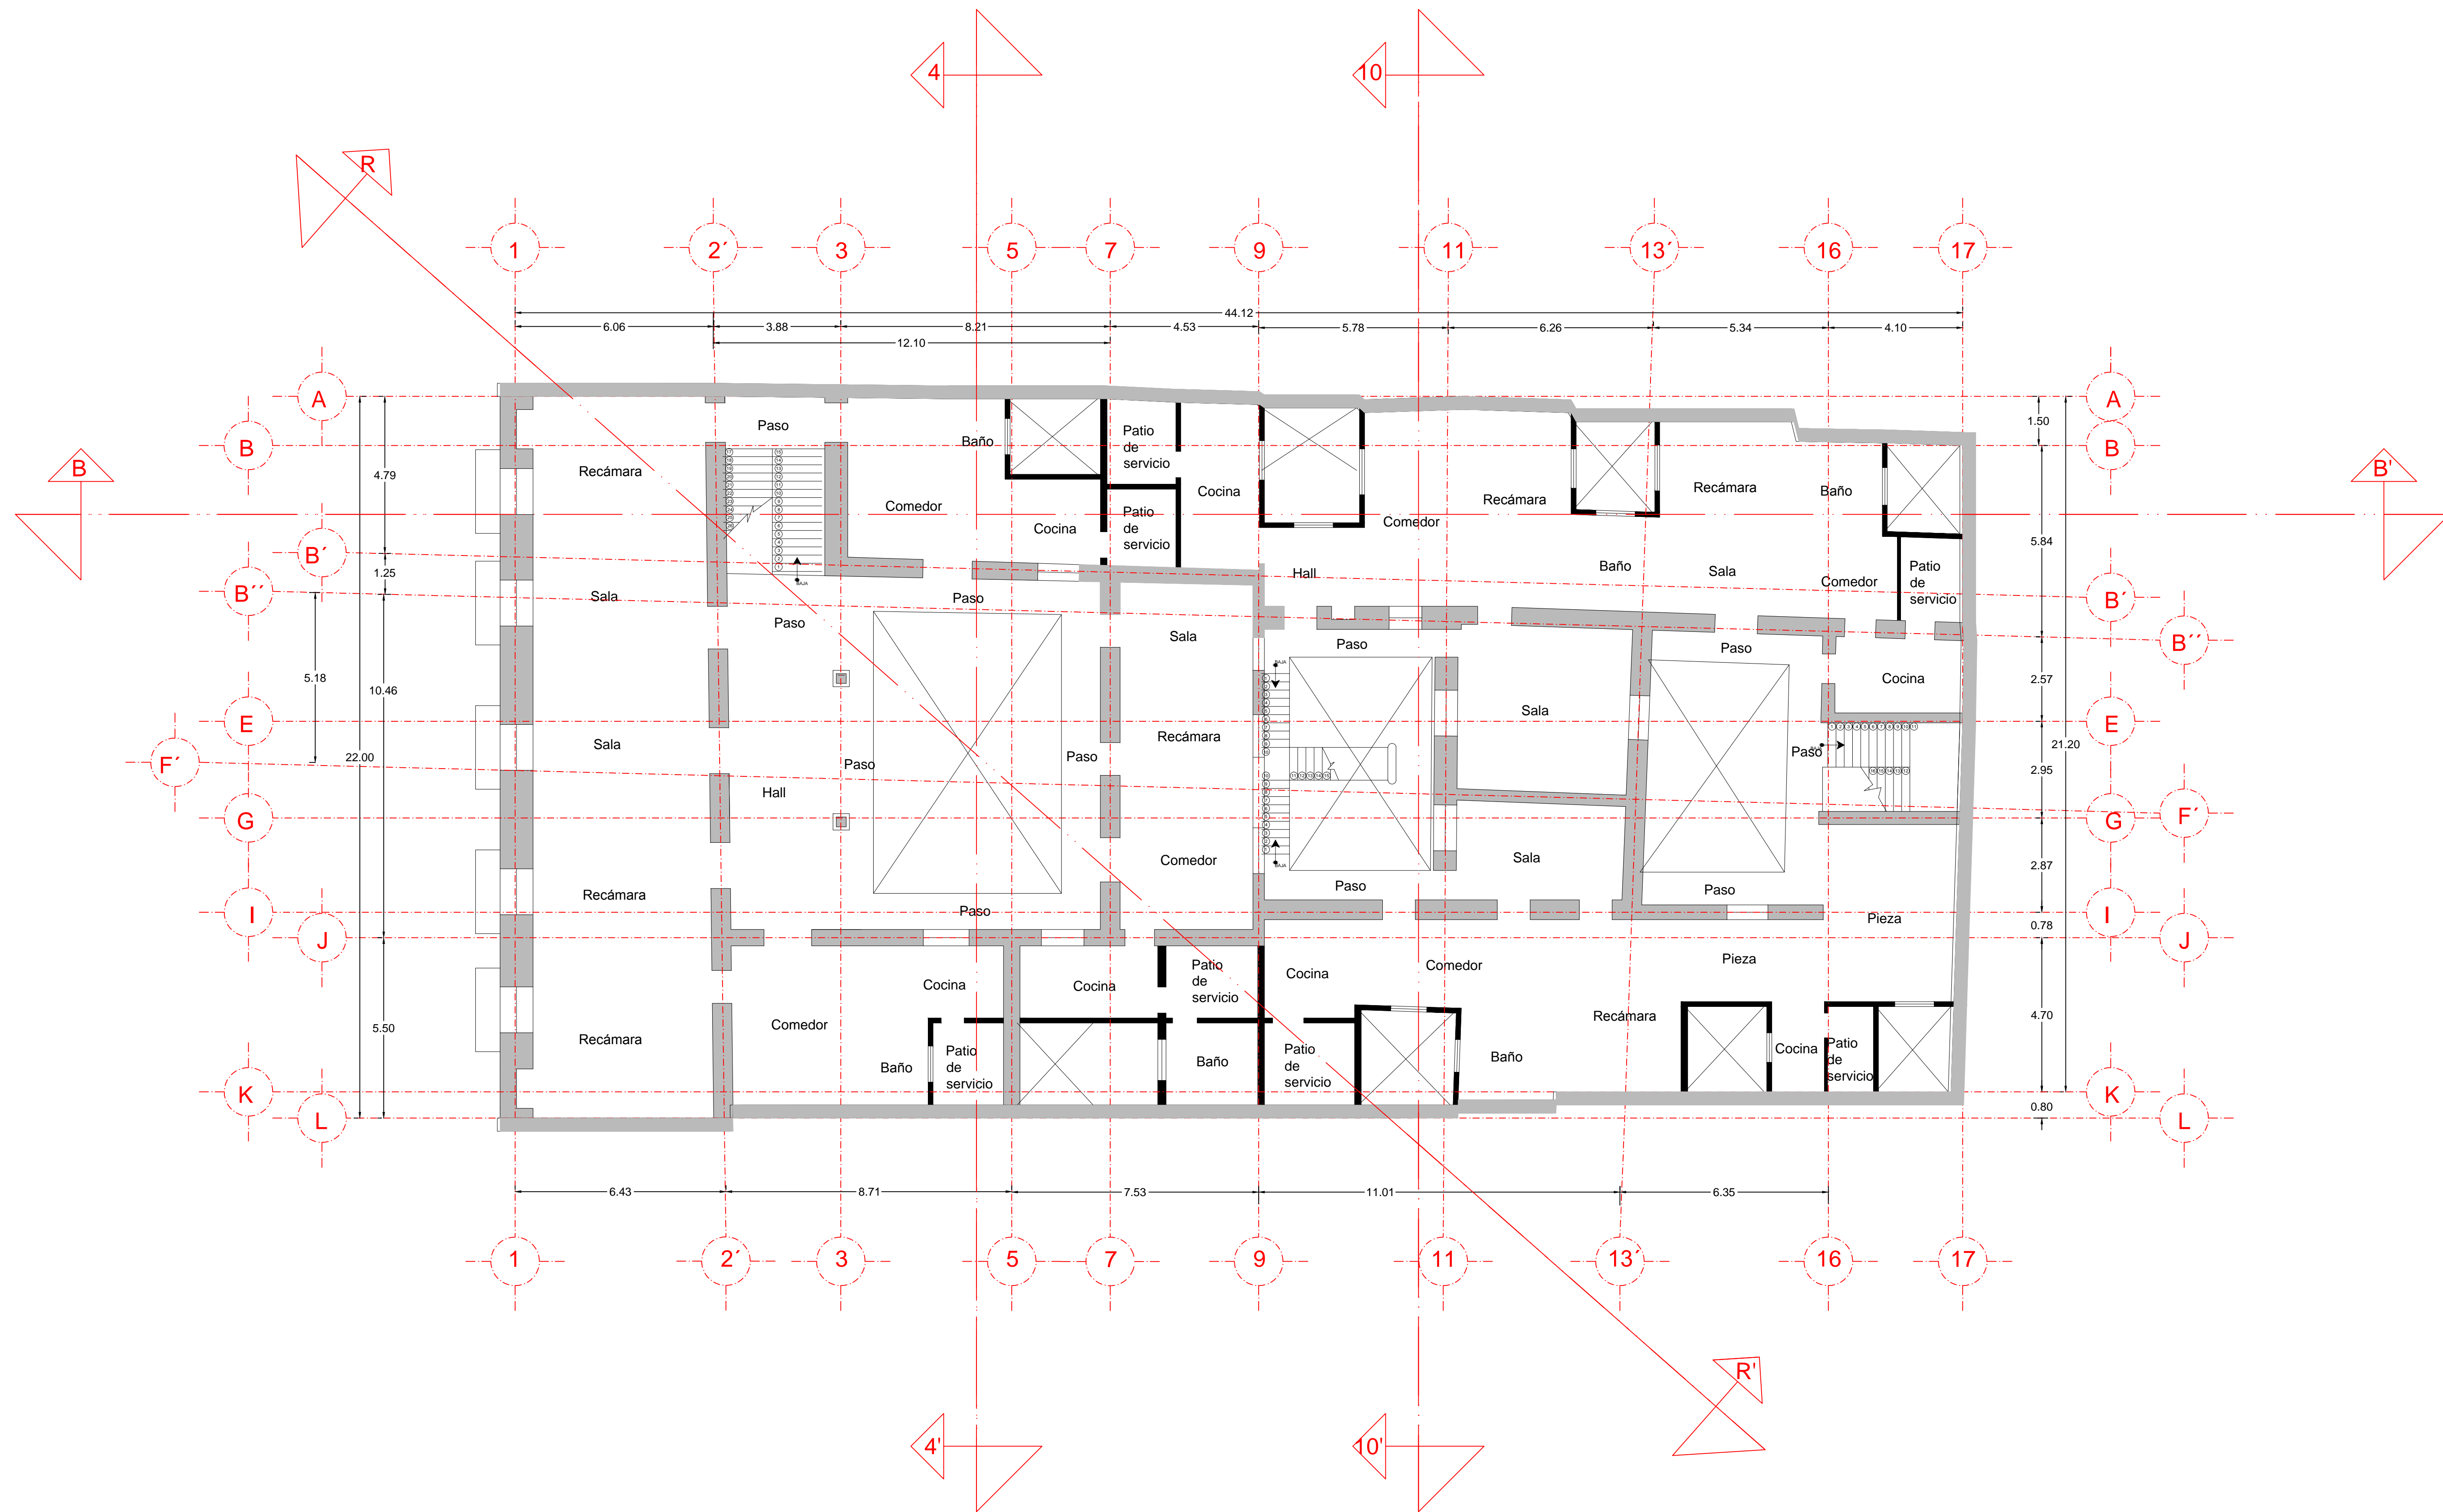 4
10
R
1
2´
3
5
7
9
11
13´
16
17
44.12
6.06
3.88
8.21
4.53
5.78
6.26
5.34
4.10
12.10
A
A
1.50
B
B
B
B'
Paso
Baño
Patio
de
servicio
Recámara
4.79
Comedor
Cocina
Patio
de
servicio
Cocina
Comedor
Recámara
Recámara
Baño
5.84
B´
1.25
B´´
Sala
BAJA
Paso
Paso
Hall
Baño
Sala
Comedor
Patio
de
servicio
B´
B´´
Sala
Paso
Paso
Cocina
2.57
5.18
10.46
BAJA
E
Sala
22.00
F´
Paso
Hall
Paso
Recámara
Sala
Paso
E
21.20
2.95
G
G
F´
Recámara
Comedor
BAJA
Sala
2.87
Paso
Paso
Paso
I
J
Pieza
I
0.78
J
Cocina
Cocina
Patio
de
servicio
Cocina
Comedor
Pieza
5.50
Recámara
Comedor
Baño
Patio
de
servicio
Baño
Patio
de
servicio
Baño
Recámara
Cocina
Patio
de
servicio
4.70
K
L
K
0.80
L
6.43
8.71
7.53
11.01
6.35
1
2´
3
5
7
9
11
13´
16
17
R'
4'
10'